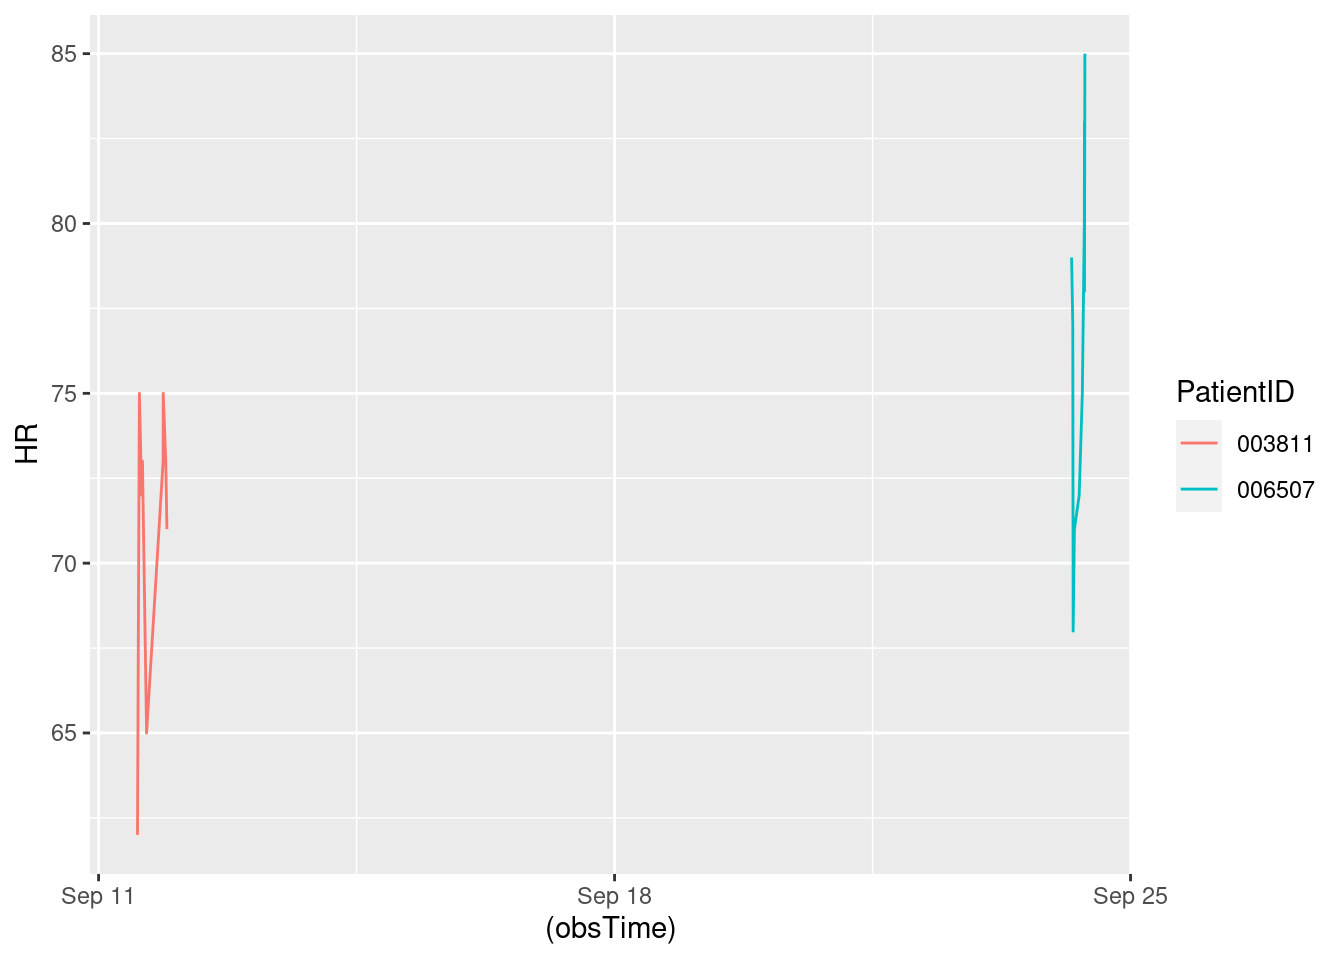 85
80
75
70
65
HR
Sep 11
Sep 18
Sep 25
(obsTime)
PatientID
003811
006507